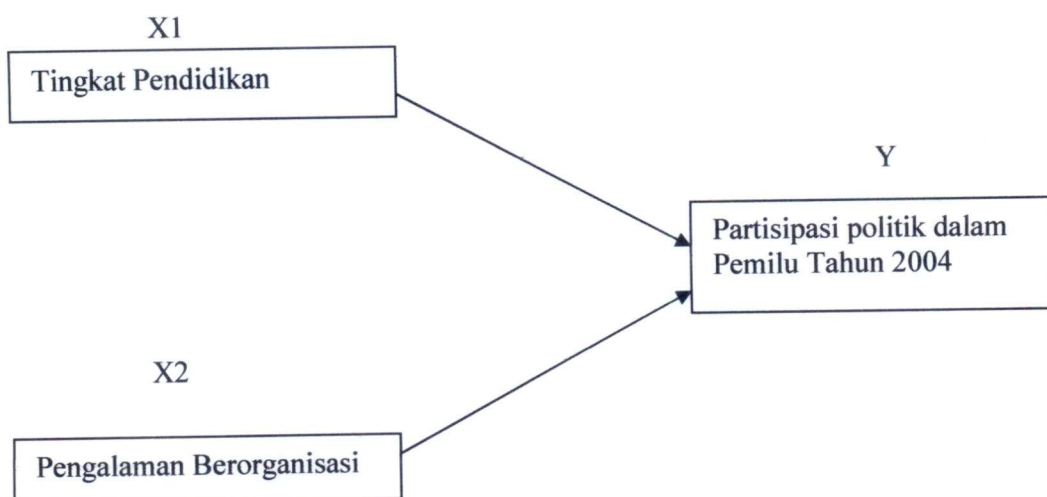 X1
Tingkat Pendidikan
Y
Partisipasi politik dalam
Pemilu Tahun 2004
X2
Pengalaman Berorganisasi